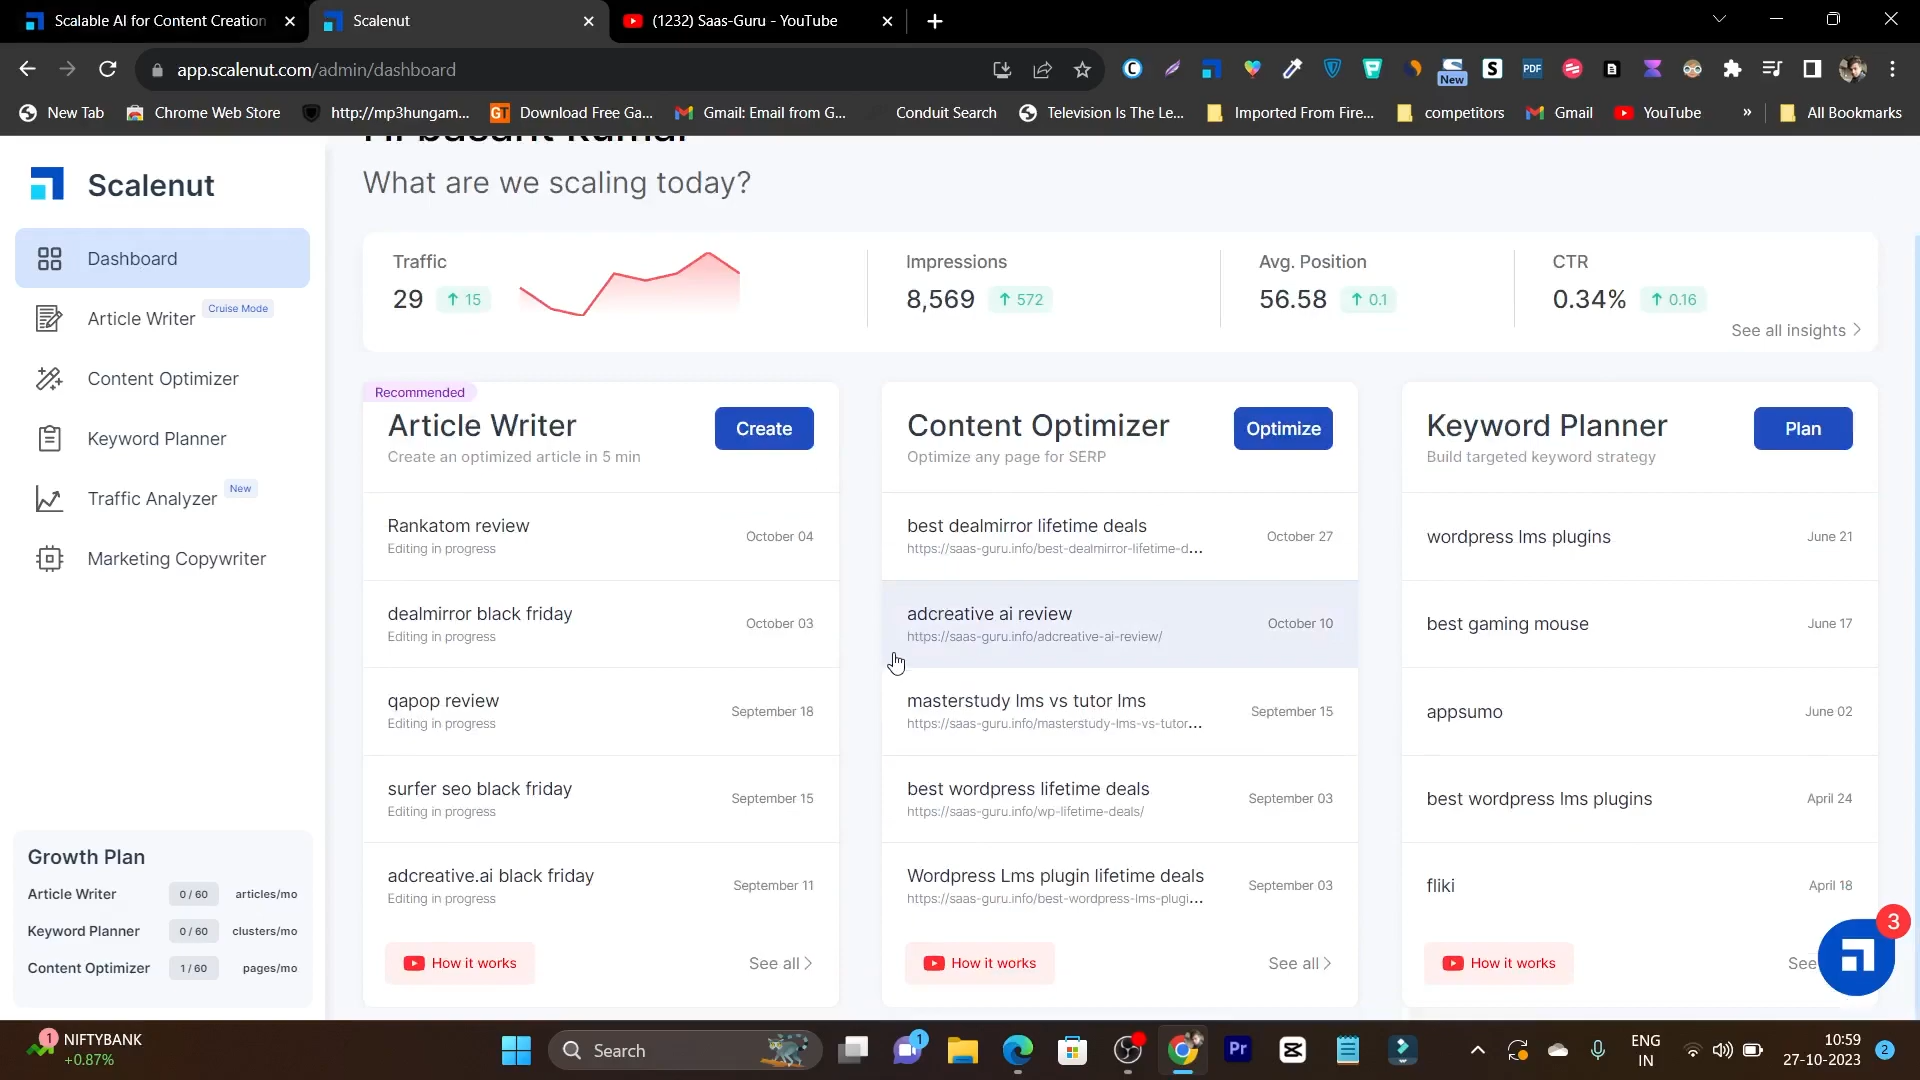 Scalable AI for Content Creation
Scalenut
(1232) Saas-Guru - YouTube
app.scalenut.com/admin/dashboard
New
PDF
New Tab
Chrome Web Store
http://mp3hungam...
GT
Download Free Ga...
Gmail: Email from G...
Conduit Search
Television Is The Le...
Imported From Fire...
competitors
Gmail
YouTube
»
All Bookmarks
Scalenut
Dashboard
Article Writer
Cruise Mode
Content Optimizer
Keyword Planner
Traffic Analyzer
New
Marketing Copywriter
Growth Plan
Article Writer 0 / 60 articles/mo
Keyword Planner 0 / 60 clusters/mo
Content Optimizer 1 / 60 pages/mo
Hi basant kumar
What are we scaling today?
Traffic
29 ↑ 15
Impressions
8,569 ↑ 572
Avg. Position
56.58 ↑ 0.1
CTR
0.34% ↑ 0.16
See all insights >
Recommended
Article Writer
Create
Create an optimized article in 5 min
Rankatom review
Editing in progress
October 04
dealmirror black friday
Editing in progress
October 03
qapop review
Editing in progress
September 18
surfer seo black friday
Editing in progress
September 15
adcreative.ai black friday
Editing in progress
September 11
How it works
See all >
Content Optimizer
Optimize
Optimize any page for SERP
best dealmirror lifetime deals
https://saas-guru.info/best-dealmirror-lifetime-d...
October 27
adcreative ai review
https://saas-guru.info/adcreative-ai-review/
October 10
masterstudy lms vs tutor lms
https://saas-guru.info/masterstudy-lms-vs-tutor...
September 15
best wordpress lifetime deals
https://saas-guru.info/wp-lifetime-deals/
September 03
Wordpress Lms plugin lifetime deals
https://saas-guru.info/best-wordpress-lms-plugi...
September 03
How it works
See all >
Keyword Planner
Plan
Build targeted keyword strategy
wordpress lms plugins
June 21
best gaming mouse
June 17
appsumo
June 02
best wordpress lms plugins
April 24
fliki
April 18
How it works
See
3
1
NIFTYBANK
+0.87%
Search
1
Pr
ENG
IN
10:59
27-10-2023
2